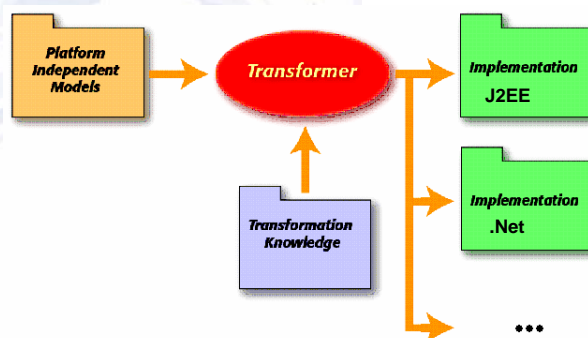 Platform
Independent
Models
Transformer
Implementation
J2EE
Transformation
Knowledge
Implementation
.Net
...